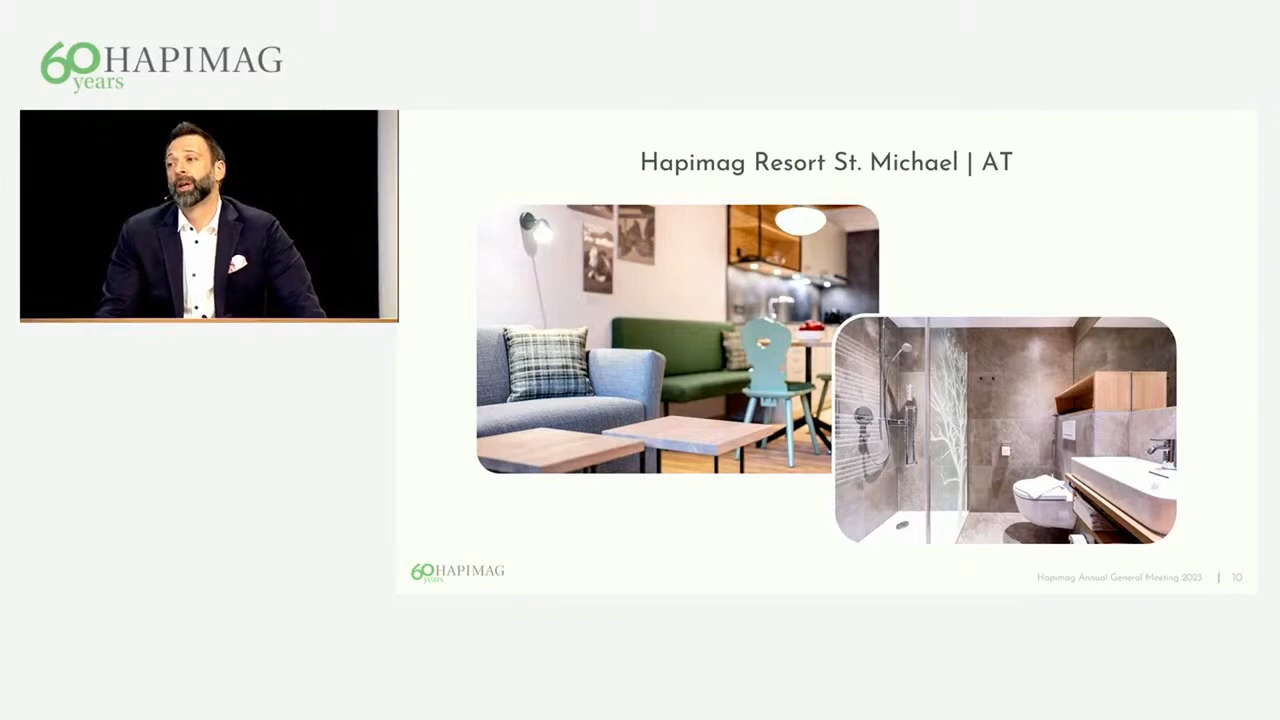 60 HAPIMAG
years
Hapimag Resort St. Michael | AT
60 HAPIMAG
years
Hapimag Annual General Meeting 2023 | 10